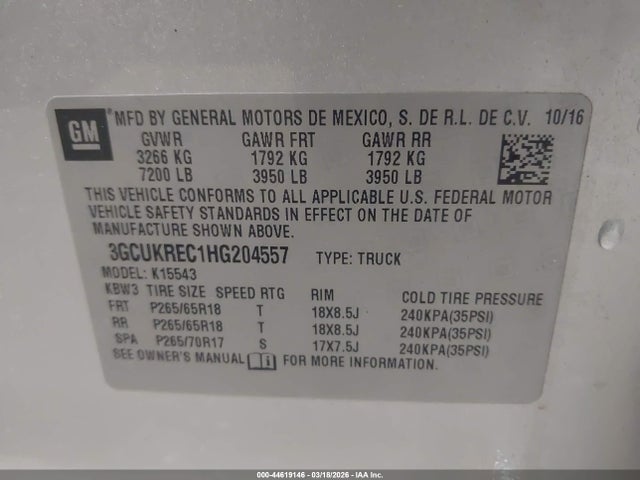 GM
MFD BY GENERAL MOTORS DE MEXICO, S. DE R.L. DE C.V. 10/16
GVWR GAWR FRT GAWR RR
3266 KG 1792 KG 1792 KG
7200 LB 3950 LB 3950 LB
THIS VEHICLE CONFORMS TO ALL APPLICABLE U.S. FEDERAL MOTOR
VEHICLE SAFETY STANDARDS IN EFFECT ON THE DATE OF
MANUFACTURE SHOWN ABOVE.
3GCUKREC1HG204557 TYPE: TRUCK
MODEL: K15543
KBW3 TIRE SIZE SPEED RTG RIM COLD TIRE PRESSURE
FRT P265/65R18 T 18X8.5J 240KPA(35PSI)
RR P265/65R18 T 18X8.5J 240KPA(35PSI)
SPA P265/70R17 S 17X7.5J 240KPA(35PSI)
SEE OWNER'S MANUAL FOR MORE INFORMATION.
000-44619146 - 03/18/2026 - IAA Inc.